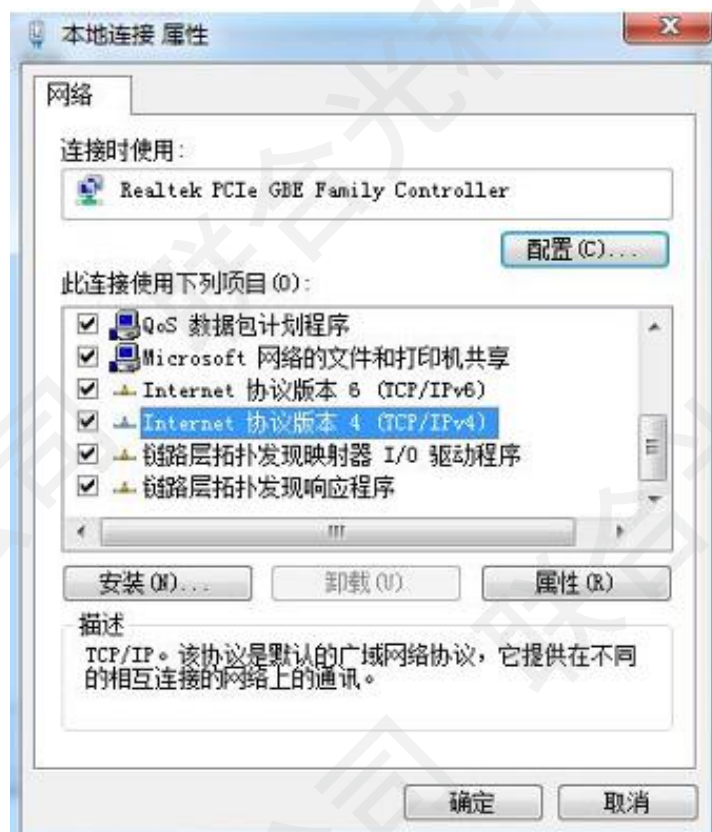 本地连接 属性
网络
连接时使用:
Realtek PCIe GBE Family Controller
配置(C)...
此连接使用下列项目(O):
QoS 数据包计划程序
Microsoft 网络的文件和打印机共享
Internet 协议版本 6 (TCP/IPv6)
Internet 协议版本 4 (TCP/IPv4)
链路层拓扑发现映射器 I/O 驱动程序
链路层拓扑发现响应程序
安装(N)... 卸载(U) 属性(R)
描述
TCP/IP。该协议是默认的广域网络协议，它提供在不同
的相互连接的网络上的通讯。
确定 取消